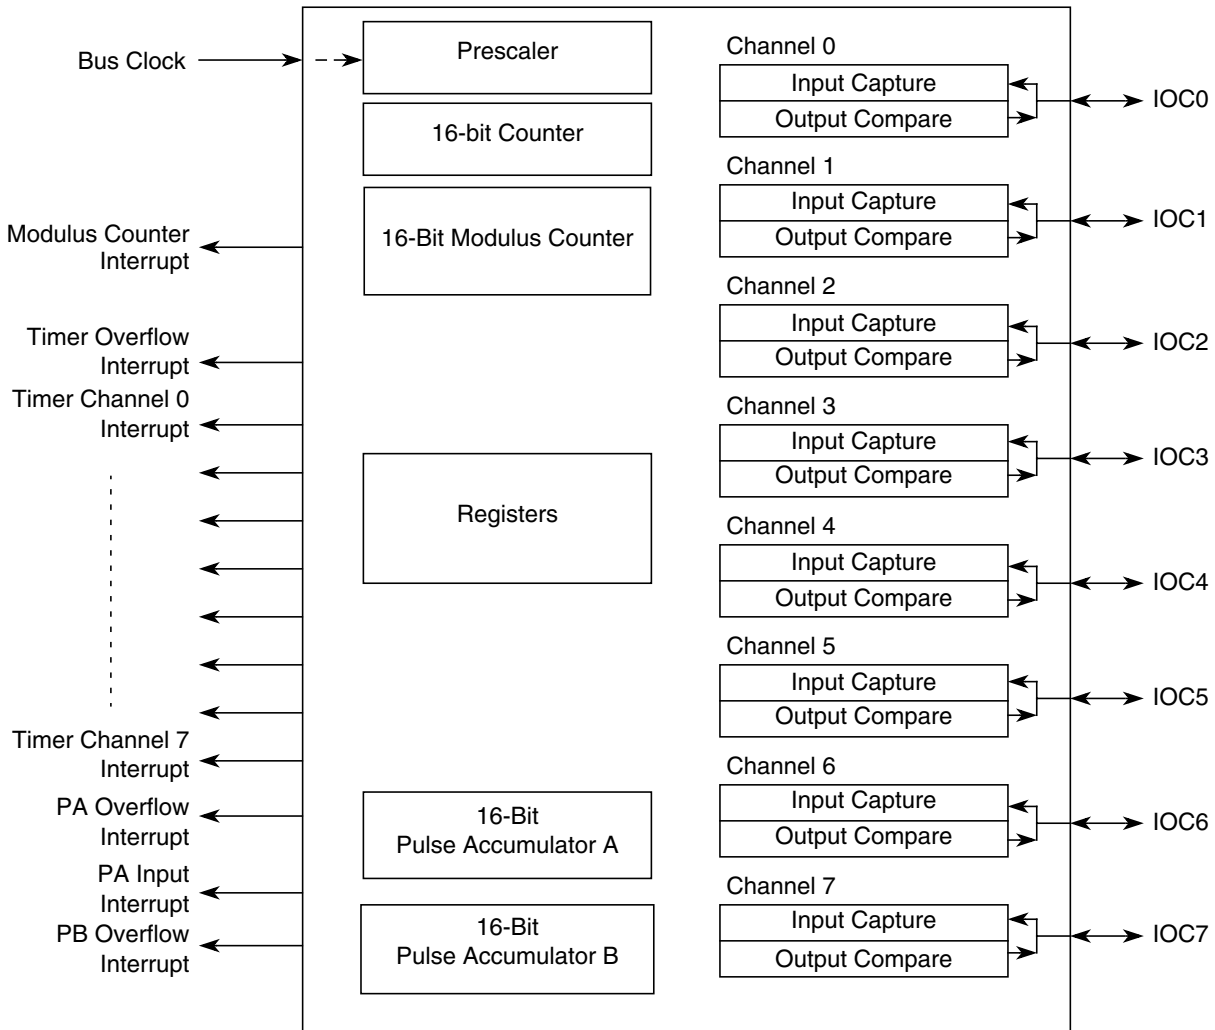 Bus Clock
Modulus Counter
Interrupt
Timer Overflow
Interrupt
Timer Channel 0
Interrupt
Timer Channel 7
Interrupt
PA Overflow
Interrupt
PA Input
Interrupt
PB Overflow
Interrupt
Prescaler
16-bit Counter
16-Bit Modulus Counter
Registers
16-Bit
Pulse Accumulator A
16-Bit
Pulse Accumulator B
Channel 0
Input Capture
Output Compare
IOC0
Channel 1
Input Capture
Output Compare
IOC1
Channel 2
Input Capture
Output Compare
IOC2
Channel 3
Input Capture
Output Compare
IOC3
Channel 4
Input Capture
Output Compare
IOC4
Channel 5
Input Capture
Output Compare
IOC5
Channel 6
Input Capture
Output Compare
IOC6
Channel 7
Input Capture
Output Compare
IOC7